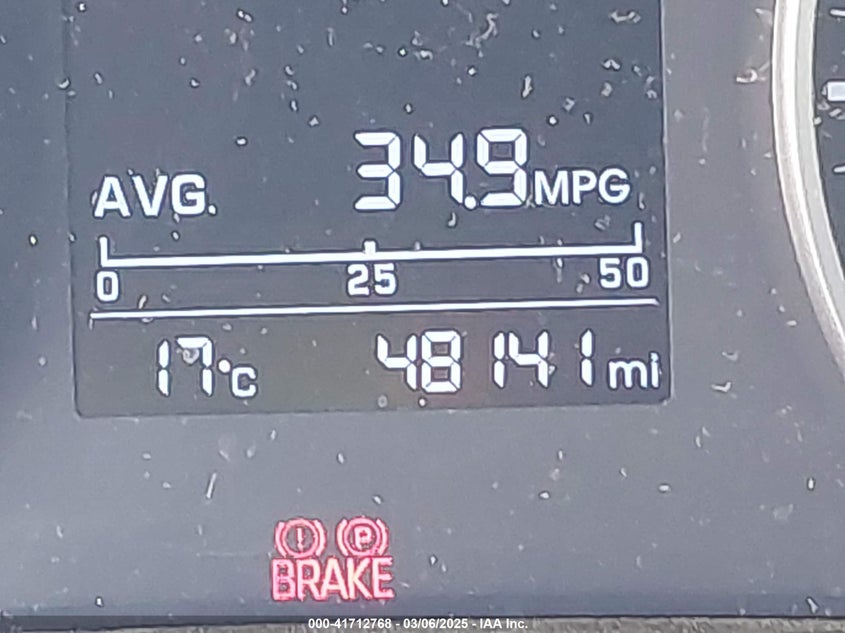 AVG. 34.9 MPG
0 25 50
17°C 48141 mi
(!) (P)
BRAKE
000-41712768 - 03/06/2025 - IAA Inc.